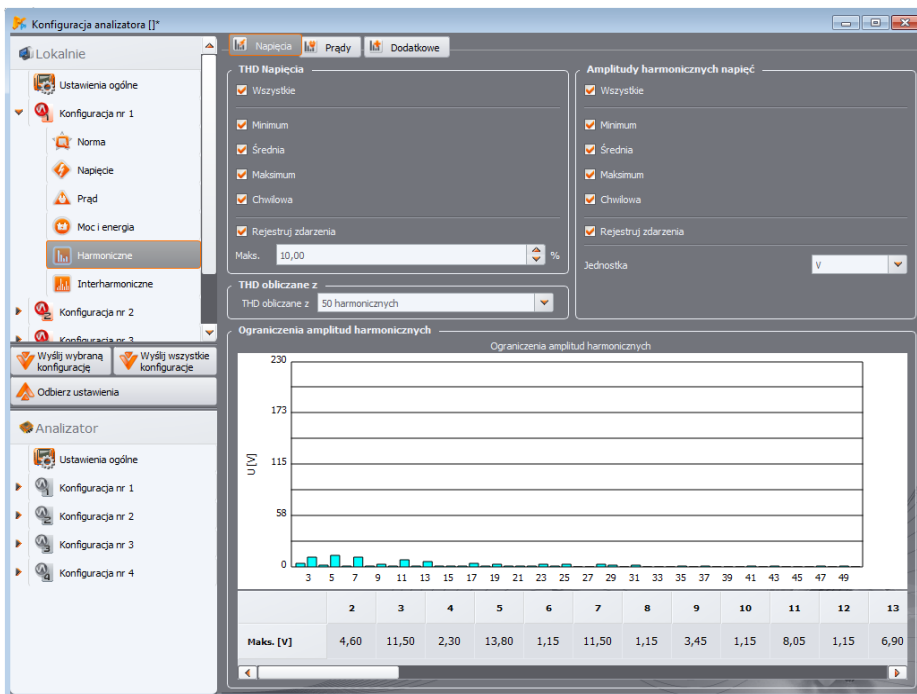 Konfiguracja analizatora []*
Lokalnie
Ustawienia ogólne
Konfiguracja nr 1
Norma
Napięcie
Prąd
Moc i energia
Harmoniczne
Interharmoniczne
Konfiguracja nr 2
Konfiguracja nr 3
Wyślij wybraną
konfigurację
Wyślij wszystkie
konfiguracje
Odbierz ustawienia
Analizator
Ustawienia ogólne
Konfiguracja nr 1
Konfiguracja nr 2
Konfiguracja nr 3
Konfiguracja nr 4
Napięcia Prądy Dodatkowe
THD Napięcia
Wszystkie
Minimum
Średnia
Maksimum
Chwilowa
Rejestruj zdarzenia
Maks. 10,00 %
THD obliczane z
THD obliczane z 50 harmonicznych
Amplitudy harmonicznych napięć
Wszystkie
Minimum
Średnia
Maksimum
Chwilowa
Rejestruj zdarzenia
Jednostka V
Ograniczenia amplitud harmonicznych
Ograniczenia amplitud harmonicznych
230
173
115
58
0
U [V]
3 5 7 9 11 13 15 17 19 21 23 25 27 29 31 33 35 37 39 41 43 45 47 49
2 3 4 5 6 7 8 9 10 11 12 13
Maks. [V] 4,60 11,50 2,30 13,80 1,15 11,50 1,15 3,45 1,15 8,05 1,15 6,90